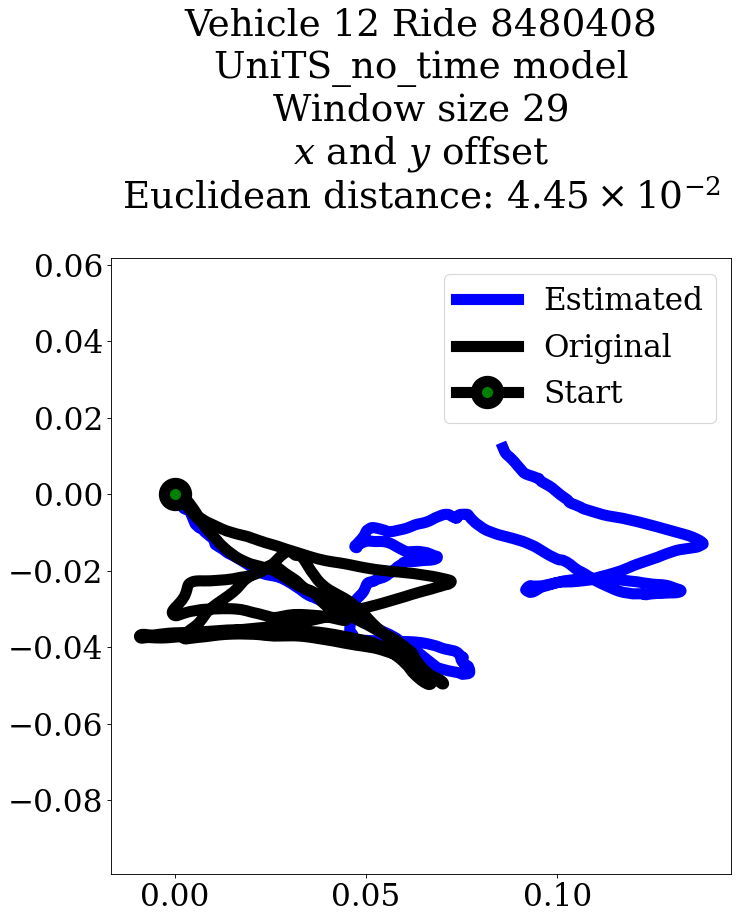 Vehicle 12 Ride 8480408
UniTS_no_time model
Window size 29
x and y offset
Euclidean distance: 4.45 × 10⁻²
0.06
Estimated
0.04
Original
0.02
Start
0.00
−0.02
−0.04
−0.06
−0.08
0.00 0.05 0.10